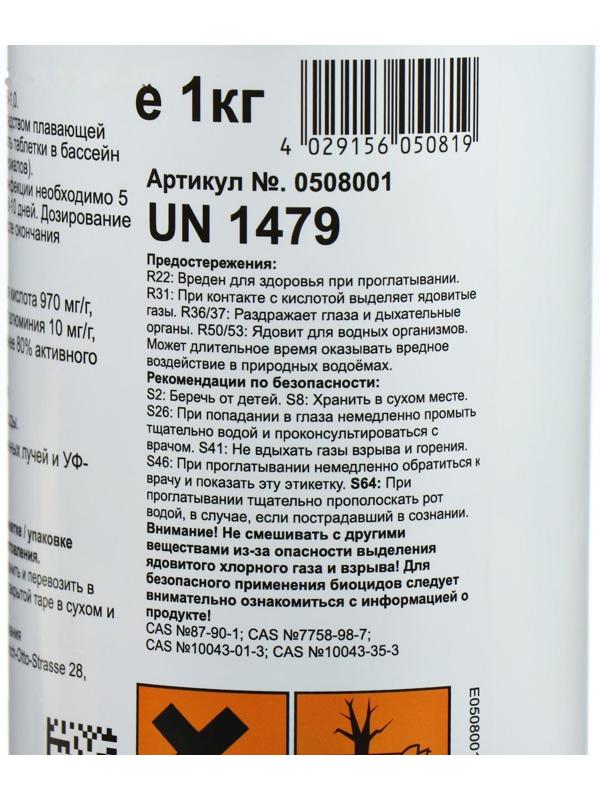 e 1кг
4 029156 050819
Артикул №. 0508001
UN 1479
Предостережения:
R22: Вреден для здоровья при проглатывании.
R31: При контакте с кислотой выделяет ядовитые
газы. R36/37: Раздражает глаза и дыхательные
органы. R50/53: Ядовит для водных организмов.
Может длительное время оказывать вредное
воздействие в природных водоёмах.
Рекомендации по безопасности:
S2: Беречь от детей. S8: Хранить в сухом месте.
S26: При попадании в глаза немедленно промыть
тщательно водой и проконсультироваться с
врачом. S41: Не вдыхать газы взрыва и горения.
S46: При проглатывании немедленно обратиться к
врачу и показать эту этикетку. S64: При
проглатывании тщательно прополоскать рот
водой, в случае, если пострадавший в сознании.
Внимание! Не смешивать с другими
веществами из-за опасности выделения
ядовитого хлорного газа и взрыва! Для
безопасного применения биоцидов следует
внимательно ознакомиться с информацией о
продукте!
CAS №87-90-1; CAS №7758-98-7;
CAS №10043-01-3; CAS №10043-35-3
плавающей
таблетки в бассейн
необходимо 5
дней. Дозирование
окончания
кислота 970 мг/г,
10 мг/г,
80% активного
лучей и УФ-
/ упаковке
и перевозить в
таре в сухом и
-Otto-Strasse 28,
E050800